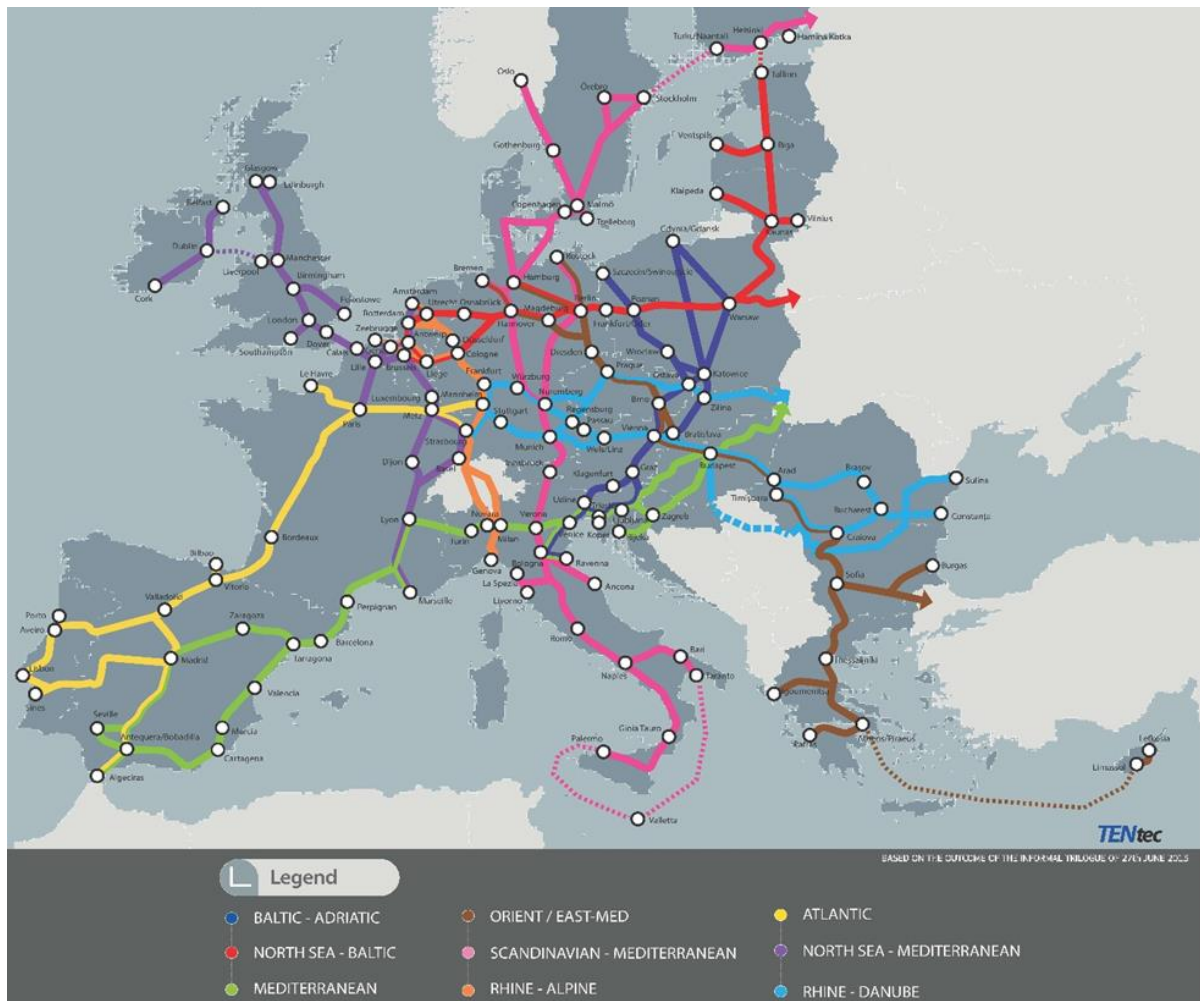 Helsinki
Turku/Naantali
Hamina Kotka
Oslo
Örebro
Stockholm
Tallinn
Gothenburg
Ventspils
Riga
Glasgow
Edinburgh
Klaipeda
Belfast
Copenhagen
Malmö
Trelleborg
Vilnius
Kaunas
Dublin
Gdynia/Gdansk
Liverpool
Manchester
Rostock
Birmingham
Bremen
Hamburg
Szczecin/Swinoujscie
Cork
Felixstowe
Amsterdam
Utrecht
Osnabrück
Magdeburg
Berlin
Poznan
London
Rotterdam
Hannover
Frankfurt/Oder
Warsaw
Zeebrugge
Antwerp
Düsseldorf
Southampton
Dover
Calais
Cologne
Dresden
Wroclaw
Lille
Brussels
Liège
Frankfurt
Prague
Katowice
Le Havre
Würzburg
Ostrava
Luxembourg
Mannheim
Nuremberg
Brno
Zilina
Paris
Metz
Stuttgart
Regensburg
Passau
Strasbourg
Vienna
Bratislava
Munich
Wels/Linz
Dijon
Basel
Innsbruck
Budapest
Klagenfurt
Graz
Arad
Braşov
Sulina
Timişoara
Udine
Lyon
Novara
Verona
Ljubljana
Zagreb
Bucharest
Constanţa
Turin
Milan
Venice
Koper
Rijeka
Craiova
Bordeaux
Genova
Bologna
Ravenna
Bilbao
La Spezia
Sofia
Burgas
Vitoria
Marseille
Livorno
Ancona
Valladolid
Perpignan
Porto
Zaragoza
Aveiro
Roma
Barcelona
Tarragona
Madrid
Bari
Thessaloniki
Lisbon
Naples
Taranto
Sines
Valencia
Igoumenitsa
Seville
Murcia
Gioia Tauro
Athens/Piraeus
Patras
Antequera/Bobadilla
Palermo
Lefkosia
Cartagena
Limassol
Algeciras
Valletta
TENtec
BASED ON THE OUTCOME OF THE INFORMAL TRILOGUE OF 27th JUNE 2013
Legend
BALTIC - ADRIATIC
ORIENT / EAST-MED
ATLANTIC
NORTH SEA - BALTIC
SCANDINAVIAN - MEDITERRANEAN
NORTH SEA - MEDITERRANEAN
MEDITERRANEAN
RHINE - ALPINE
RHINE - DANUBE